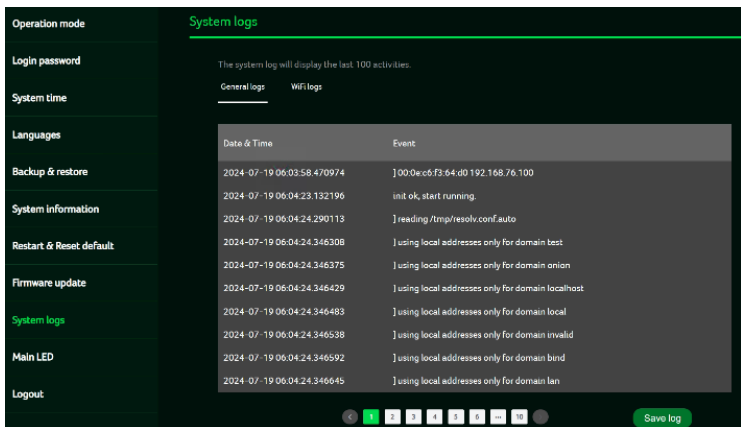 Operation mode
Login password
System time
Languages
Backup & restore
System information
Restart & Reset default
Firmware update
System logs
Main LED
Logout
System logs
The system log will display the last 100 activities.
General logs WiFi logs
Date & Time Event
2024-07-19 06:03:58.470974 ] 00:0e:c6:f3:64:d0 192.168.76.100
2024-07-19 06:04:23.132196 init ok, start running.
2024-07-19 06:04:24.290113 ] reading /tmp/resolv.conf.auto
2024-07-19 06:04:24.346308 ] using local addresses only for domain test
2024-07-19 06:04:24.346375 ] using local addresses only for domain onion
2024-07-19 06:04:24.346429 ] using local addresses only for domain localhost
2024-07-19 06:04:24.346483 ] using local addresses only for domain local
2024-07-19 06:04:24.346538 ] using local addresses only for domain invalid
2024-07-19 06:04:24.346592 ] using local addresses only for domain bind
2024-07-19 06:04:24.346645 ] using local addresses only for domain lan
< 1 2 3 4 5 6 ... 10
Save log